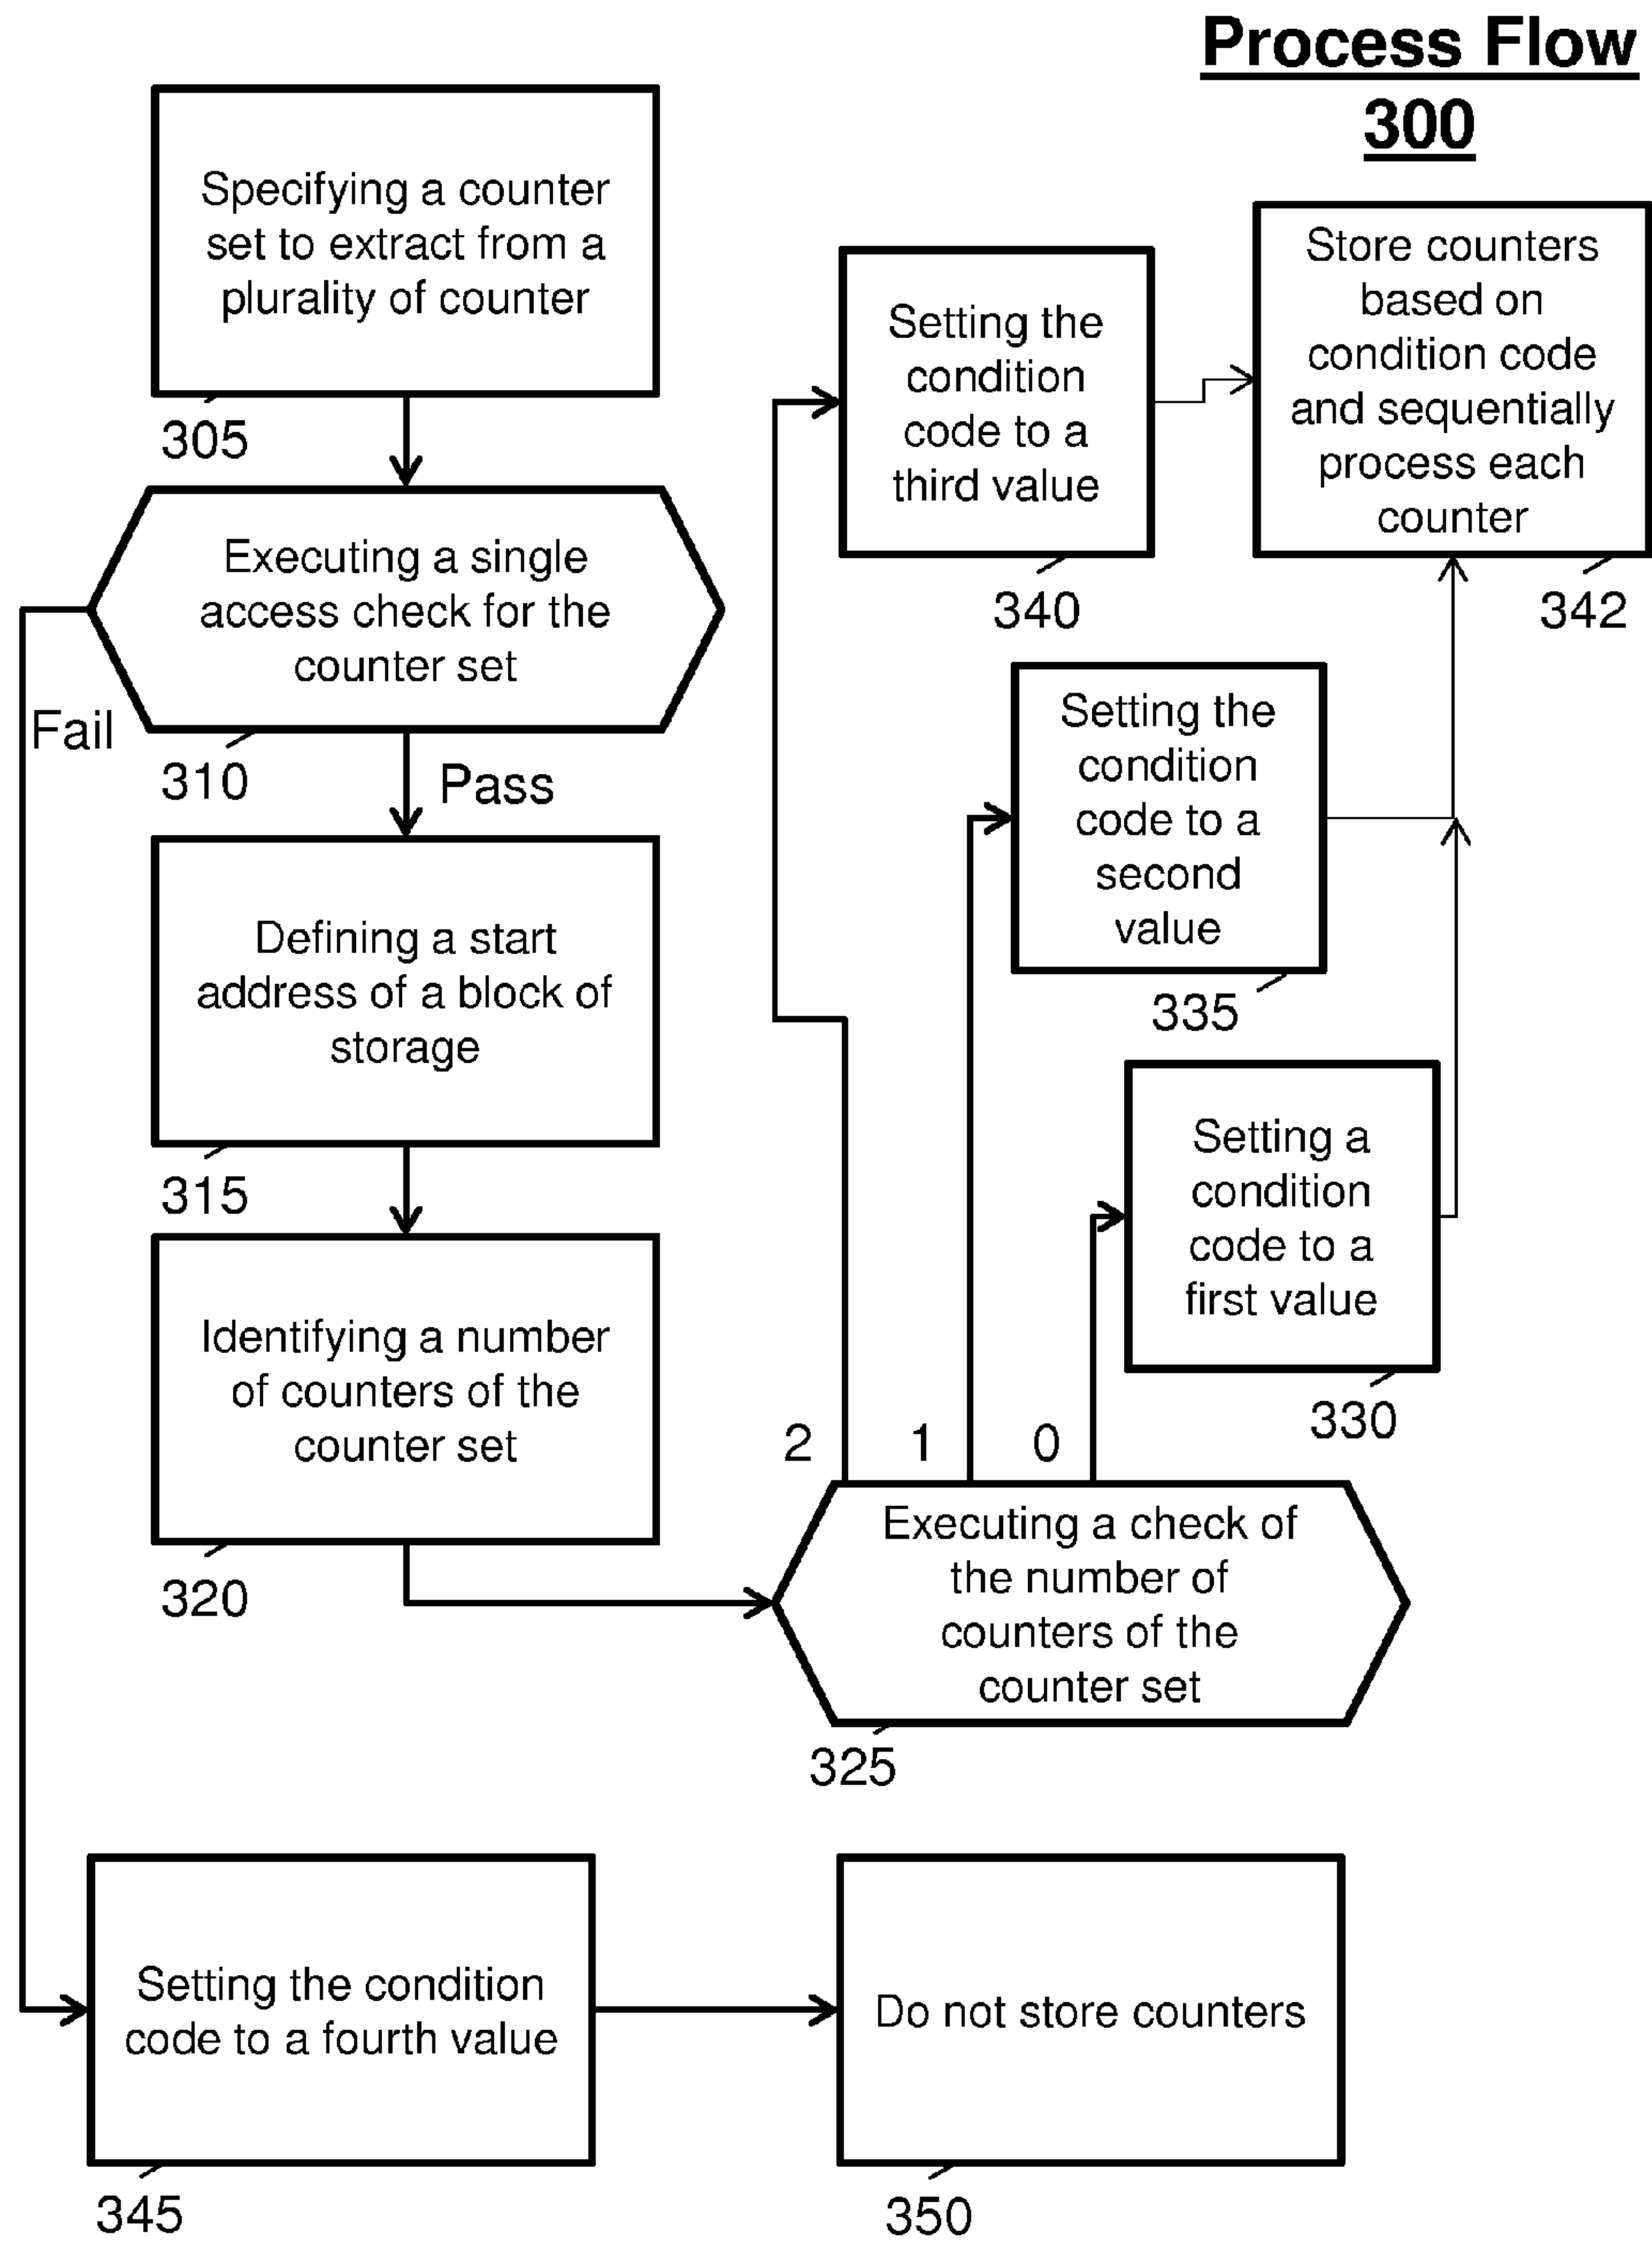 Process Flow
300
Specifying a counter
set to extract from a
plurality of counter
305
Executing a single
access check for the
counter set
Fail
310
Pass
Defining a start
address of a block of
storage
315
Identifying a number
of counters of the
counter set
320
Setting the
condition
code to a
third value
340
Store counters
based on
condition code
and sequentially
process each
counter
342
Setting the
condition
code to a
second
value
335
Setting a
condition
code to a
first value
330
2
1
0
Executing a check of
the number of
counters of the
counter set
325
Setting the condition
code to a fourth value
345
Do not store counters
350